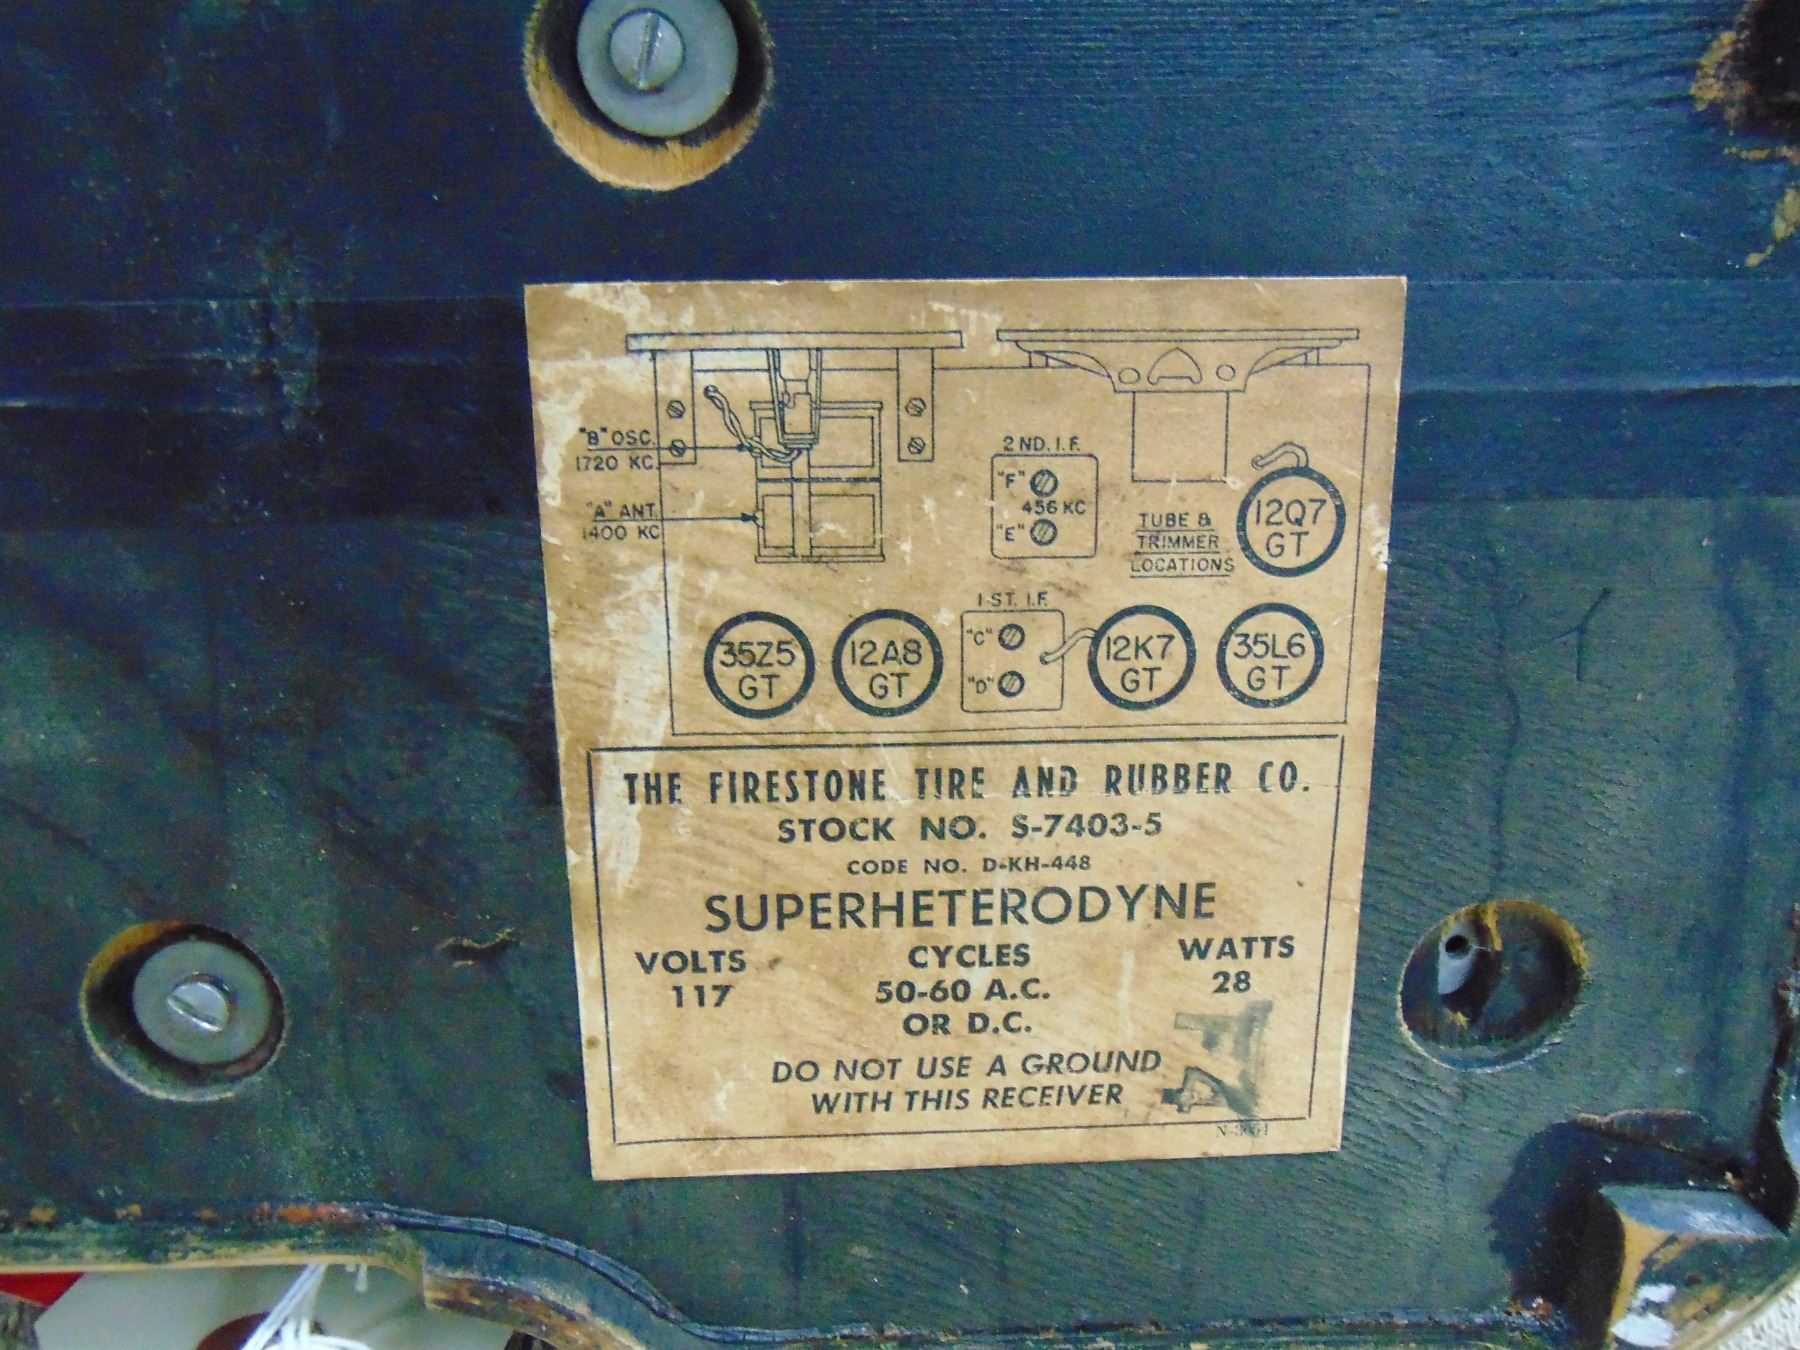 "B" OSC.
1720 KC.
"A" ANT.
1400 KC
2 ND. I.F.
"F"
456 KC
"E"
TUBE &
TRIMMER
LOCATIONS
12Q7
GT
1-ST. I.F.
"C"
"D"
35Z5
GT
12A8
GT
12K7
GT
35L6
GT
THE FIRESTONE TIRE AND RUBBER CO.
STOCK NO. S-7403-5
CODE NO. D-KH-448
SUPERHETERODYNE
VOLTS CYCLES WATTS
117 50-60 A.C. 28
OR D.C.
DO NOT USE A GROUND
WITH THIS RECEIVER